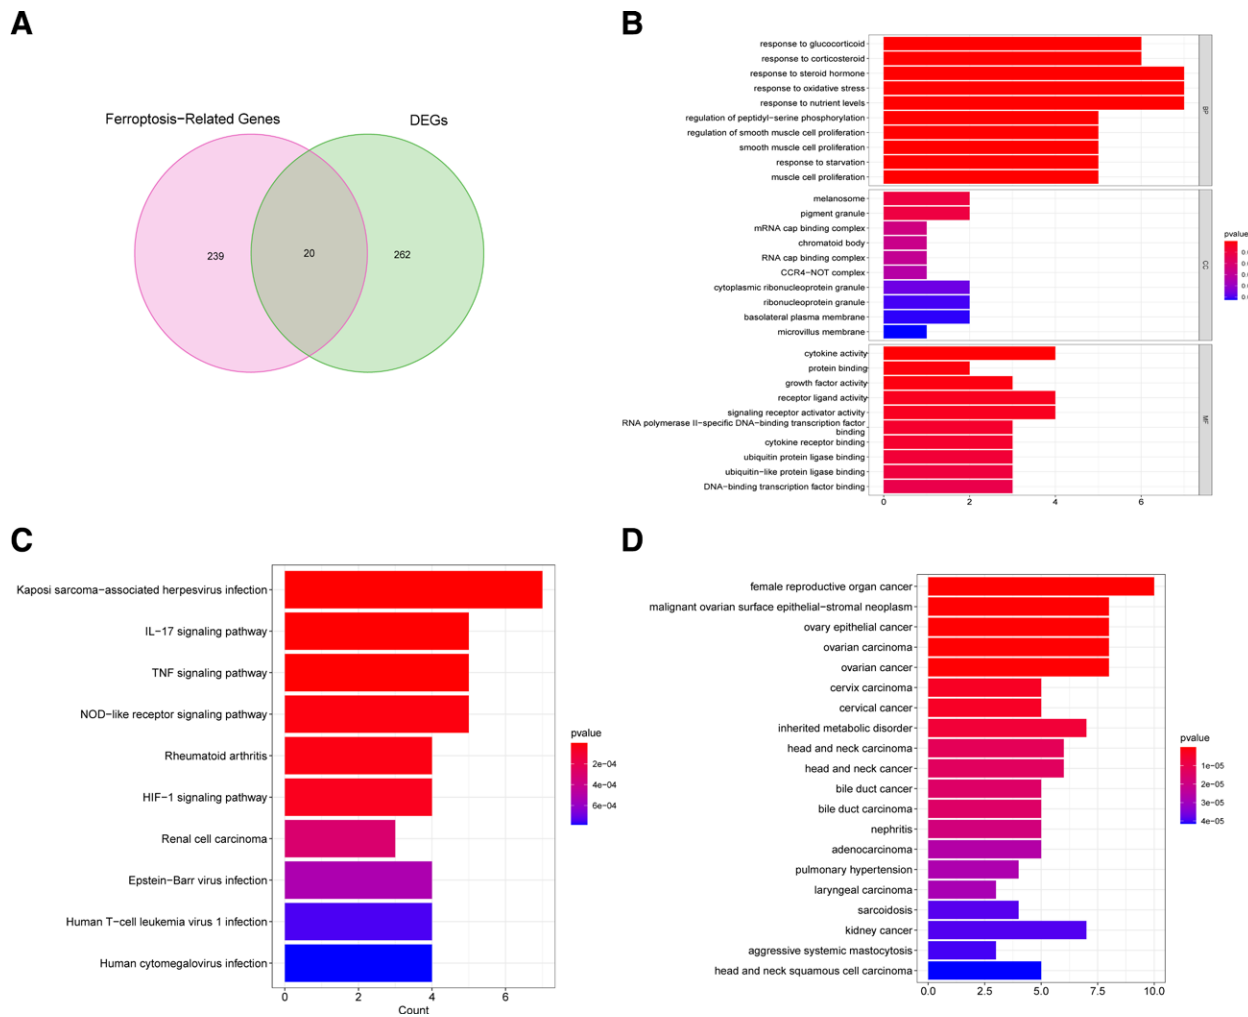 A
Ferroptosis-Related Genes
DEGs
239
20
262
B
response to glucocorticoid
response to corticosteroid
response to steroid hormone
response to oxidative stress
response to nutrient levels
regulation of peptidyl-serine phosphorylation
regulation of smooth muscle cell proliferation
smooth muscle cell proliferation
response to starvation
muscle cell proliferation
BP
melanosome
pigment granule
mRNA cap binding complex
chromatoid body
RNA cap binding complex
CCR4-NOT complex
cytoplasmic ribonucleoprotein granule
ribonucleoprotein granule
basolateral plasma membrane
microvillus membrane
CC
cytokine activity
protein binding
growth factor activity
receptor ligand activity
signaling receptor activator activity
RNA polymerase II-specific DNA-binding transcription factor
binding
cytokine receptor binding
ubiquitin protein ligase binding
ubiquitin-like protein ligase binding
DNA-binding transcription factor binding
MF
0 2 4 6
pvalue
0.
0.
0.
0.
C
Kaposi sarcoma-associated herpesvirus infection
IL-17 signaling pathway
TNF signaling pathway
NOD-like receptor signaling pathway
Rheumatoid arthritis
HIF-1 signaling pathway
Renal cell carcinoma
Epstein-Barr virus infection
Human T-cell leukemia virus 1 infection
Human cytomegalovirus infection
0 2 4 6
Count
pvalue
2e-04
4e-04
6e-04
D
female reproductive organ cancer
malignant ovarian surface epithelial-stromal neoplasm
ovary epithelial cancer
ovarian carcinoma
ovarian cancer
cervix carcinoma
cervical cancer
inherited metabolic disorder
head and neck carcinoma
head and neck cancer
bile duct cancer
bile duct carcinoma
nephritis
adenocarcinoma
pulmonary hypertension
laryngeal carcinoma
sarcoidosis
kidney cancer
aggressive systemic mastocytosis
head and neck squamous cell carcinoma
0.0 2.5 5.0 7.5 10.0
pvalue
1e-05
2e-05
3e-05
4e-05